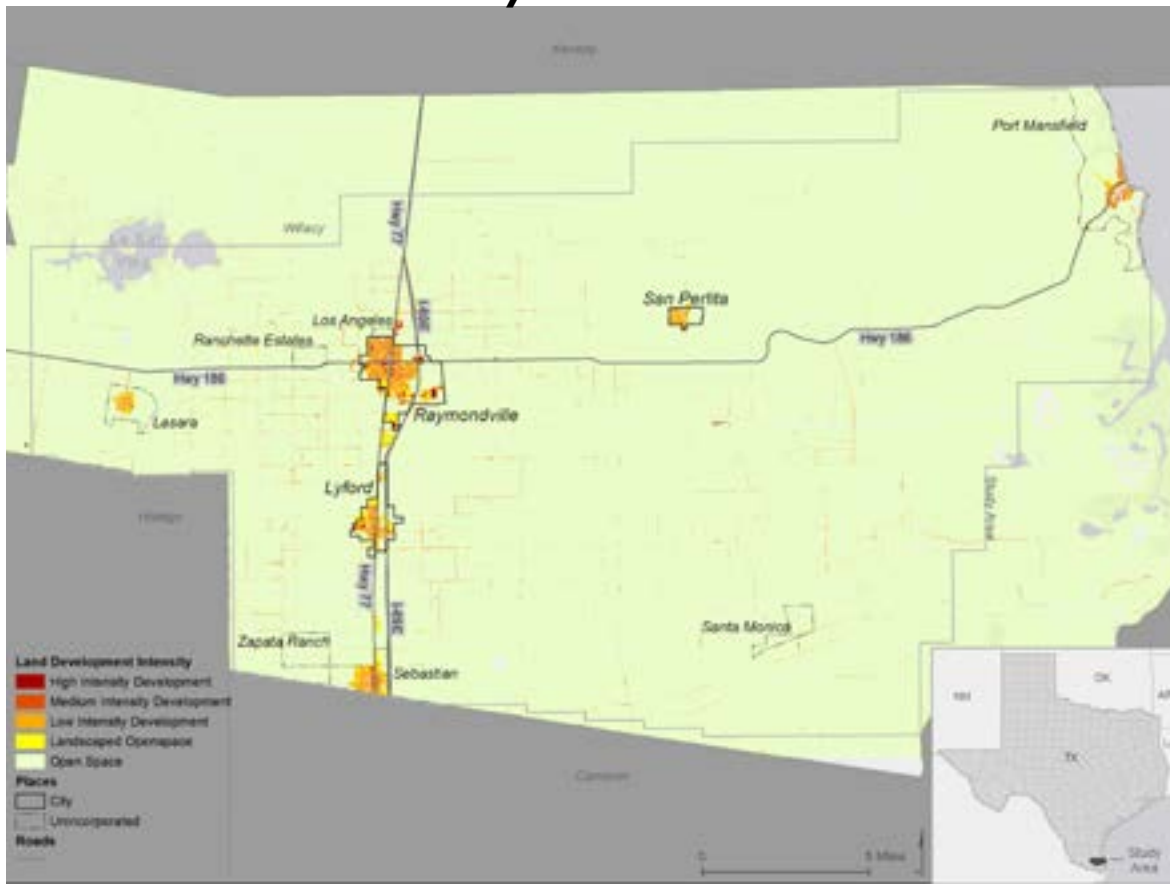 Kenedy
Port Mansfield
Willacy
Hwy 77
San Perlita
I-69E
Los Angeles
Ranchette Estates
Hwy 186
Hwy 186
Lasara
Raymondville
Lyford
Study Area
Hidalgo
Hwy 77
I-69E
Santa Monica
Zapata Ranch
Sebastian
Land Development Intensity
High Intensity Development
Medium Intensity Development
Low Intensity Development
Landscaped Openspace
Open Space
Places
City
Unincorporated
Roads
Cameron
0 5 Miles
NM
OK
TX
Study
Area